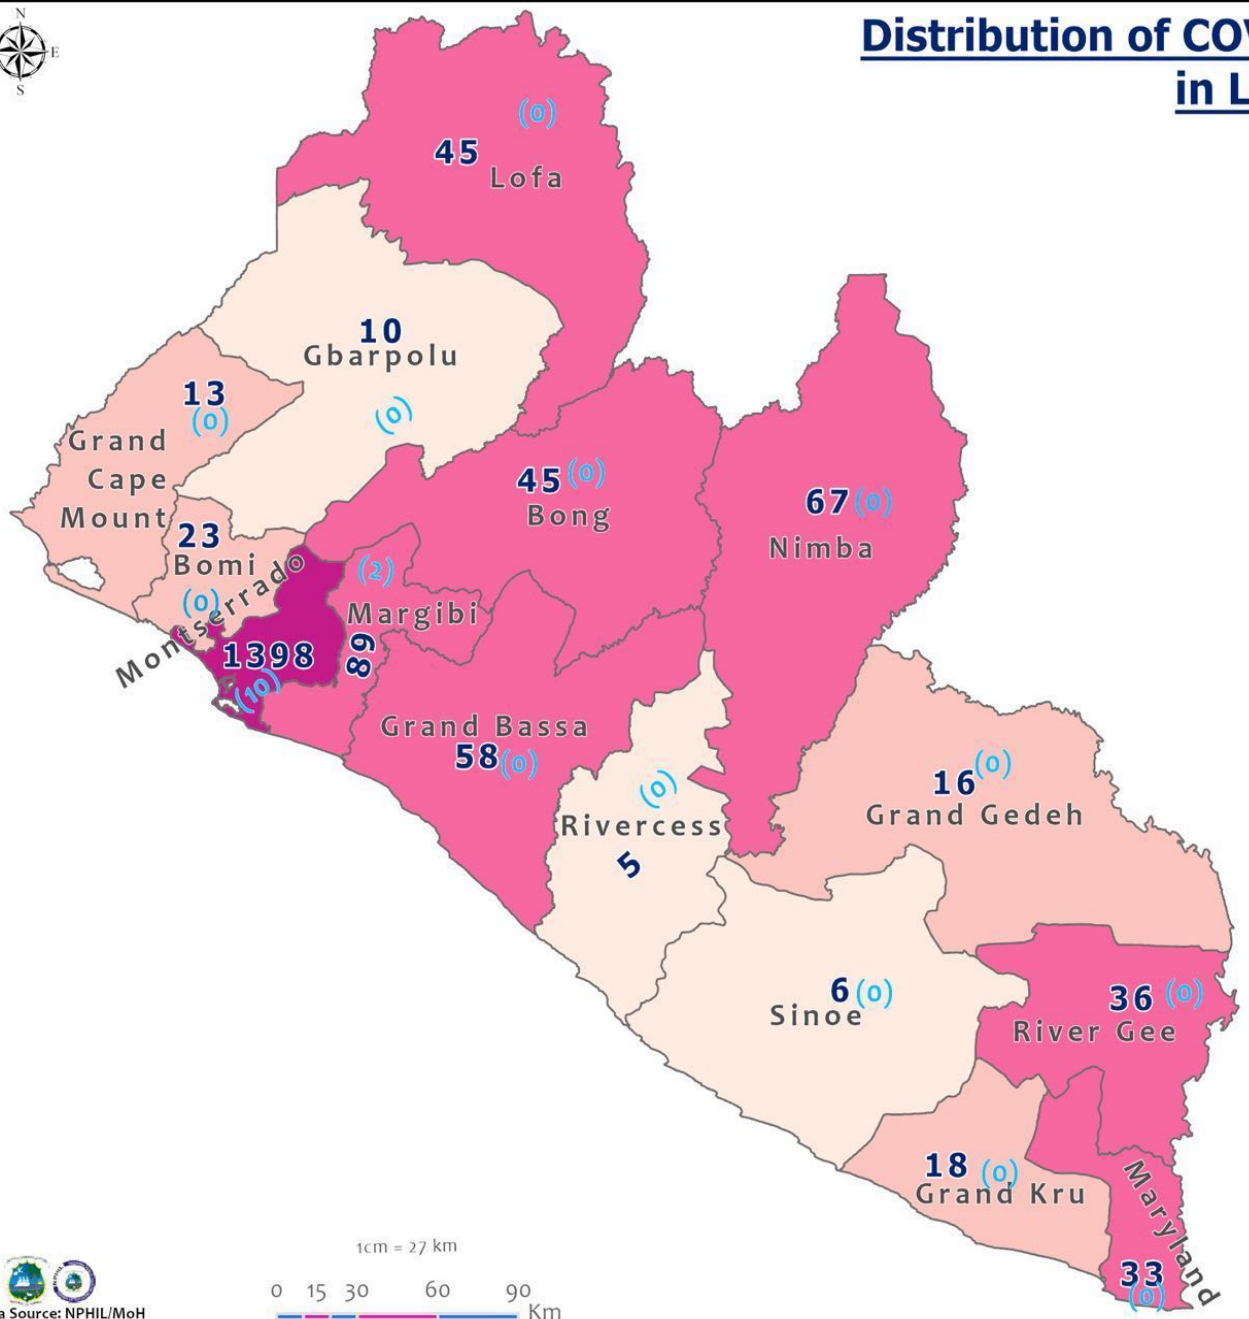 N
E
S
Distribution of COV
in L
(0)
45
Lofa
10
Gbarpolu
(0)
13
(0)
Grand
Cape
Mount
45 (0)
Bong
67 (0)
Nimba
23
Bomi
(0)
Montserrado
1398
(10)
(2)
Margibi
89
Grand Bassa
58 (0)
(0)
Rivercess
5
16 (0)
Grand Gedeh
6 (0)
Sinoe
36 (0)
River Gee
18 (0)
Grand Kru
Maryland
33
(0)
1cm = 27 km
0 15 30 60 90
Km
a Source: NPHIL/MoH